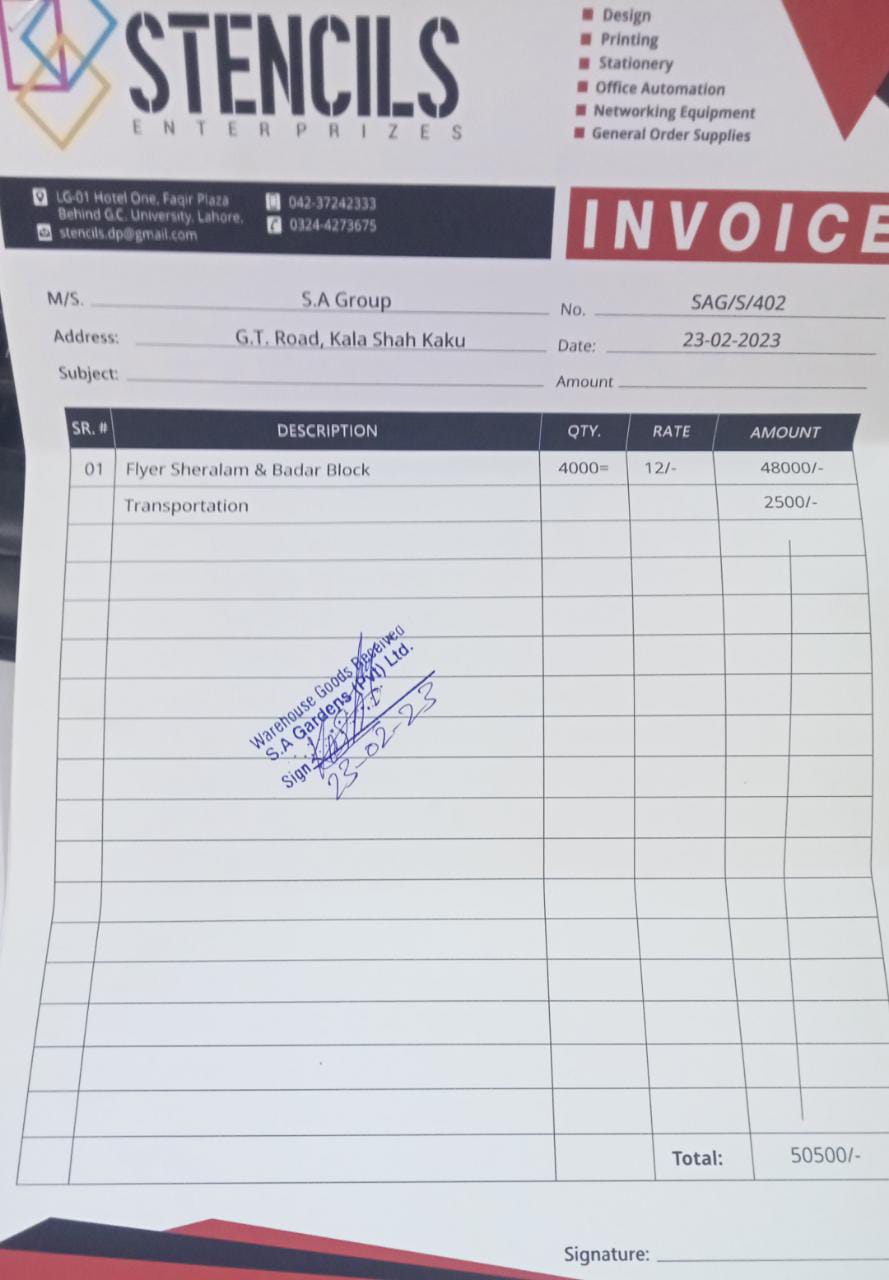 STENCILS
ENTERPRIZES
Design
Printing
Stationery
Office Automation
Networking Equipment
General Order Supplies
LG-01 Hotel One, Faqir Plaza
Behind G.C. University, Lahore,
stencils.dp@gmail.com
042-37242333
0324-4273675
INVOICE
M/S. S.A Group
No. SAG/S/402
Address: G.T. Road, Kala Shah Kaku
Date: 23-02-2023
Subject:
Amount
SR. # DESCRIPTION QTY. RATE AMOUNT
01 Flyer Sheralam & Badar Block 4000= 12/- 48000/-
Transportation 2500/-
Warehouse Goods Received
S.A Gardens (Pvt) Ltd.
Sign
23-02-23
Total: 50500/-
Signature: